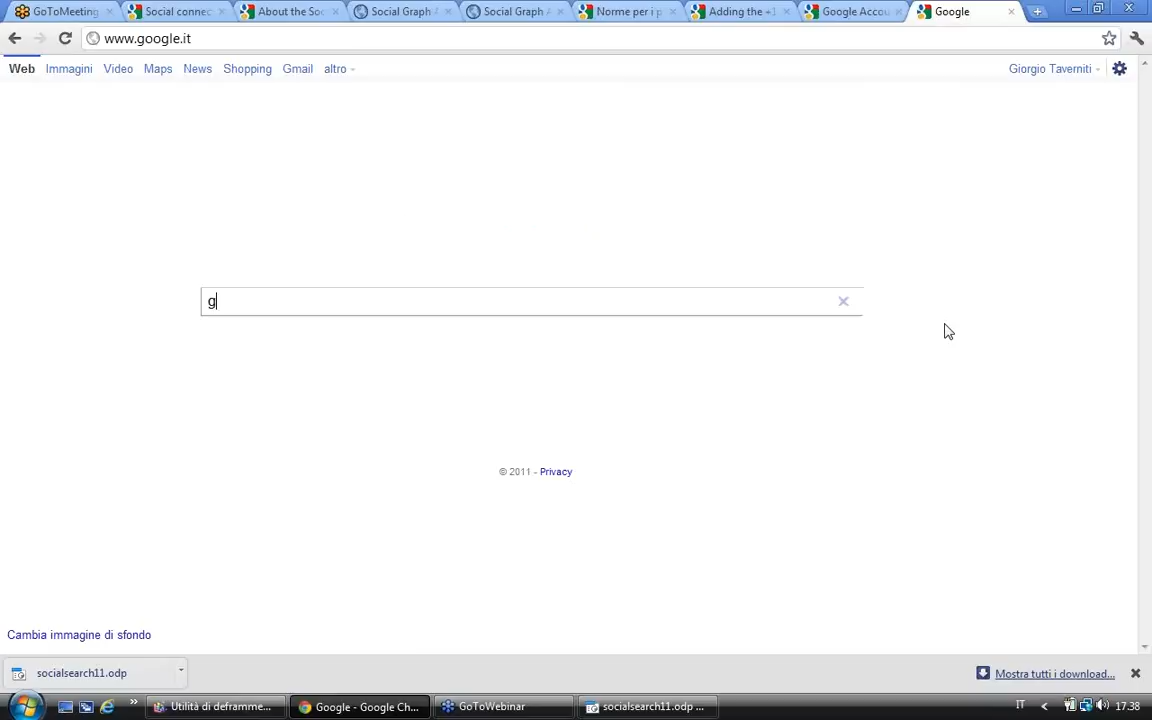 GoToMeeting
Social connec
About the Soc
Social Graph A
Social Graph A
Norme per i p
Adding the +1
Google Accou
Google
www.google.it
Web Immagini Video Maps News Shopping Gmail altro
Giorgio Taverniti
g
© 2011 - Privacy
Cambia immagine di sfondo
socialsearch11.odp
Mostra tutti i download...
Utilità di deframme...
Google - Google Ch...
GoToWebinar
socialsearch11.odp ...
IT
17.38